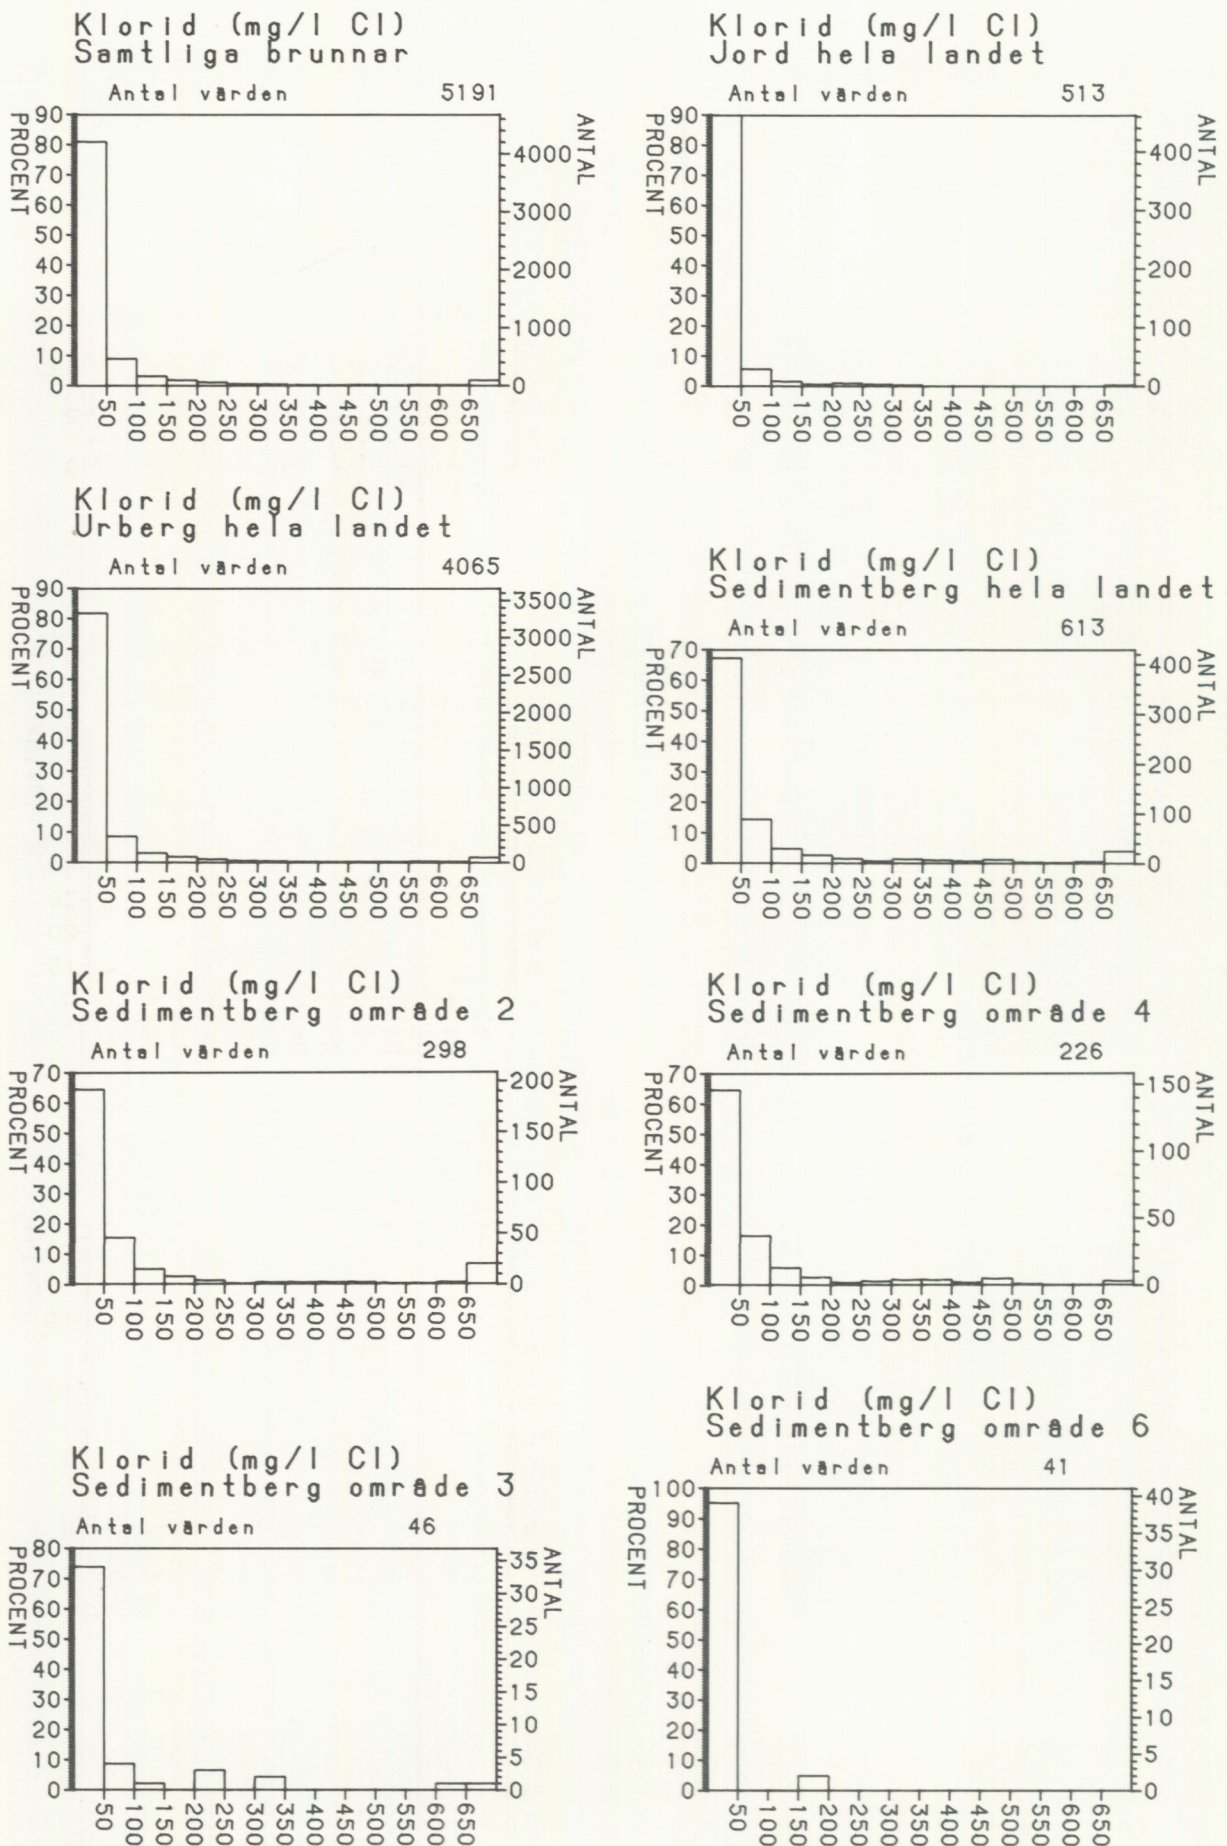 Klorid (mg/l Cl)
Samtliga brunnar
Antal värden 5191
PROCENT
90
80
70
60
50
40
30
20
10
0
ANTAL
4000
3000
2000
1000
0
50 100 150 200 250 300 350 400 450 500 550 600 650
Klorid (mg/l Cl)
Jord hela landet
Antal värden 513
PROCENT
90
80
70
60
50
40
30
20
10
0
ANTAL
400
300
200
100
0
50 100 150 200 250 300 350 400 450 500 550 600 650
Klorid (mg/l Cl)
Urberg hela landet
Antal värden 4065
PROCENT
90
80
70
60
50
40
30
20
10
0
ANTAL
3500
3000
2500
2000
1500
1000
500
0
50 100 150 200 250 300 350 400 450 500 550 600 650
Klorid (mg/l Cl)
Sedimentberg hela landet
Antal värden 613
PROCENT
70
60
50
40
30
20
10
0
ANTAL
400
300
200
100
0
50 100 150 200 250 300 350 400 450 500 550 600 650
Klorid (mg/l Cl)
Sedimentberg område 2
Antal värden 298
PROCENT
70
60
50
40
30
20
10
0
ANTAL
200
150
100
50
0
50 100 150 200 250 300 350 400 450 500 550 600 650
Klorid (mg/l Cl)
Sedimentberg område 4
Antal värden 226
PROCENT
70
60
50
40
30
20
10
0
ANTAL
150
100
50
0
50 100 150 200 250 300 350 400 450 500 550 600 650
Klorid (mg/l Cl)
Sedimentberg område 3
Antal värden 46
PROCENT
80
70
60
50
40
30
20
10
0
ANTAL
35
30
25
20
15
10
5
0
50 100 150 200 250 300 350 400 450 500 550 600 650
Klorid (mg/l Cl)
Sedimentberg område 6
Antal värden 41
PROCENT
100
90
80
70
60
50
40
30
20
10
0
ANTAL
40
35
30
25
20
15
10
5
0
50 100 150 200 250 300 350 400 450 500 550 600 650